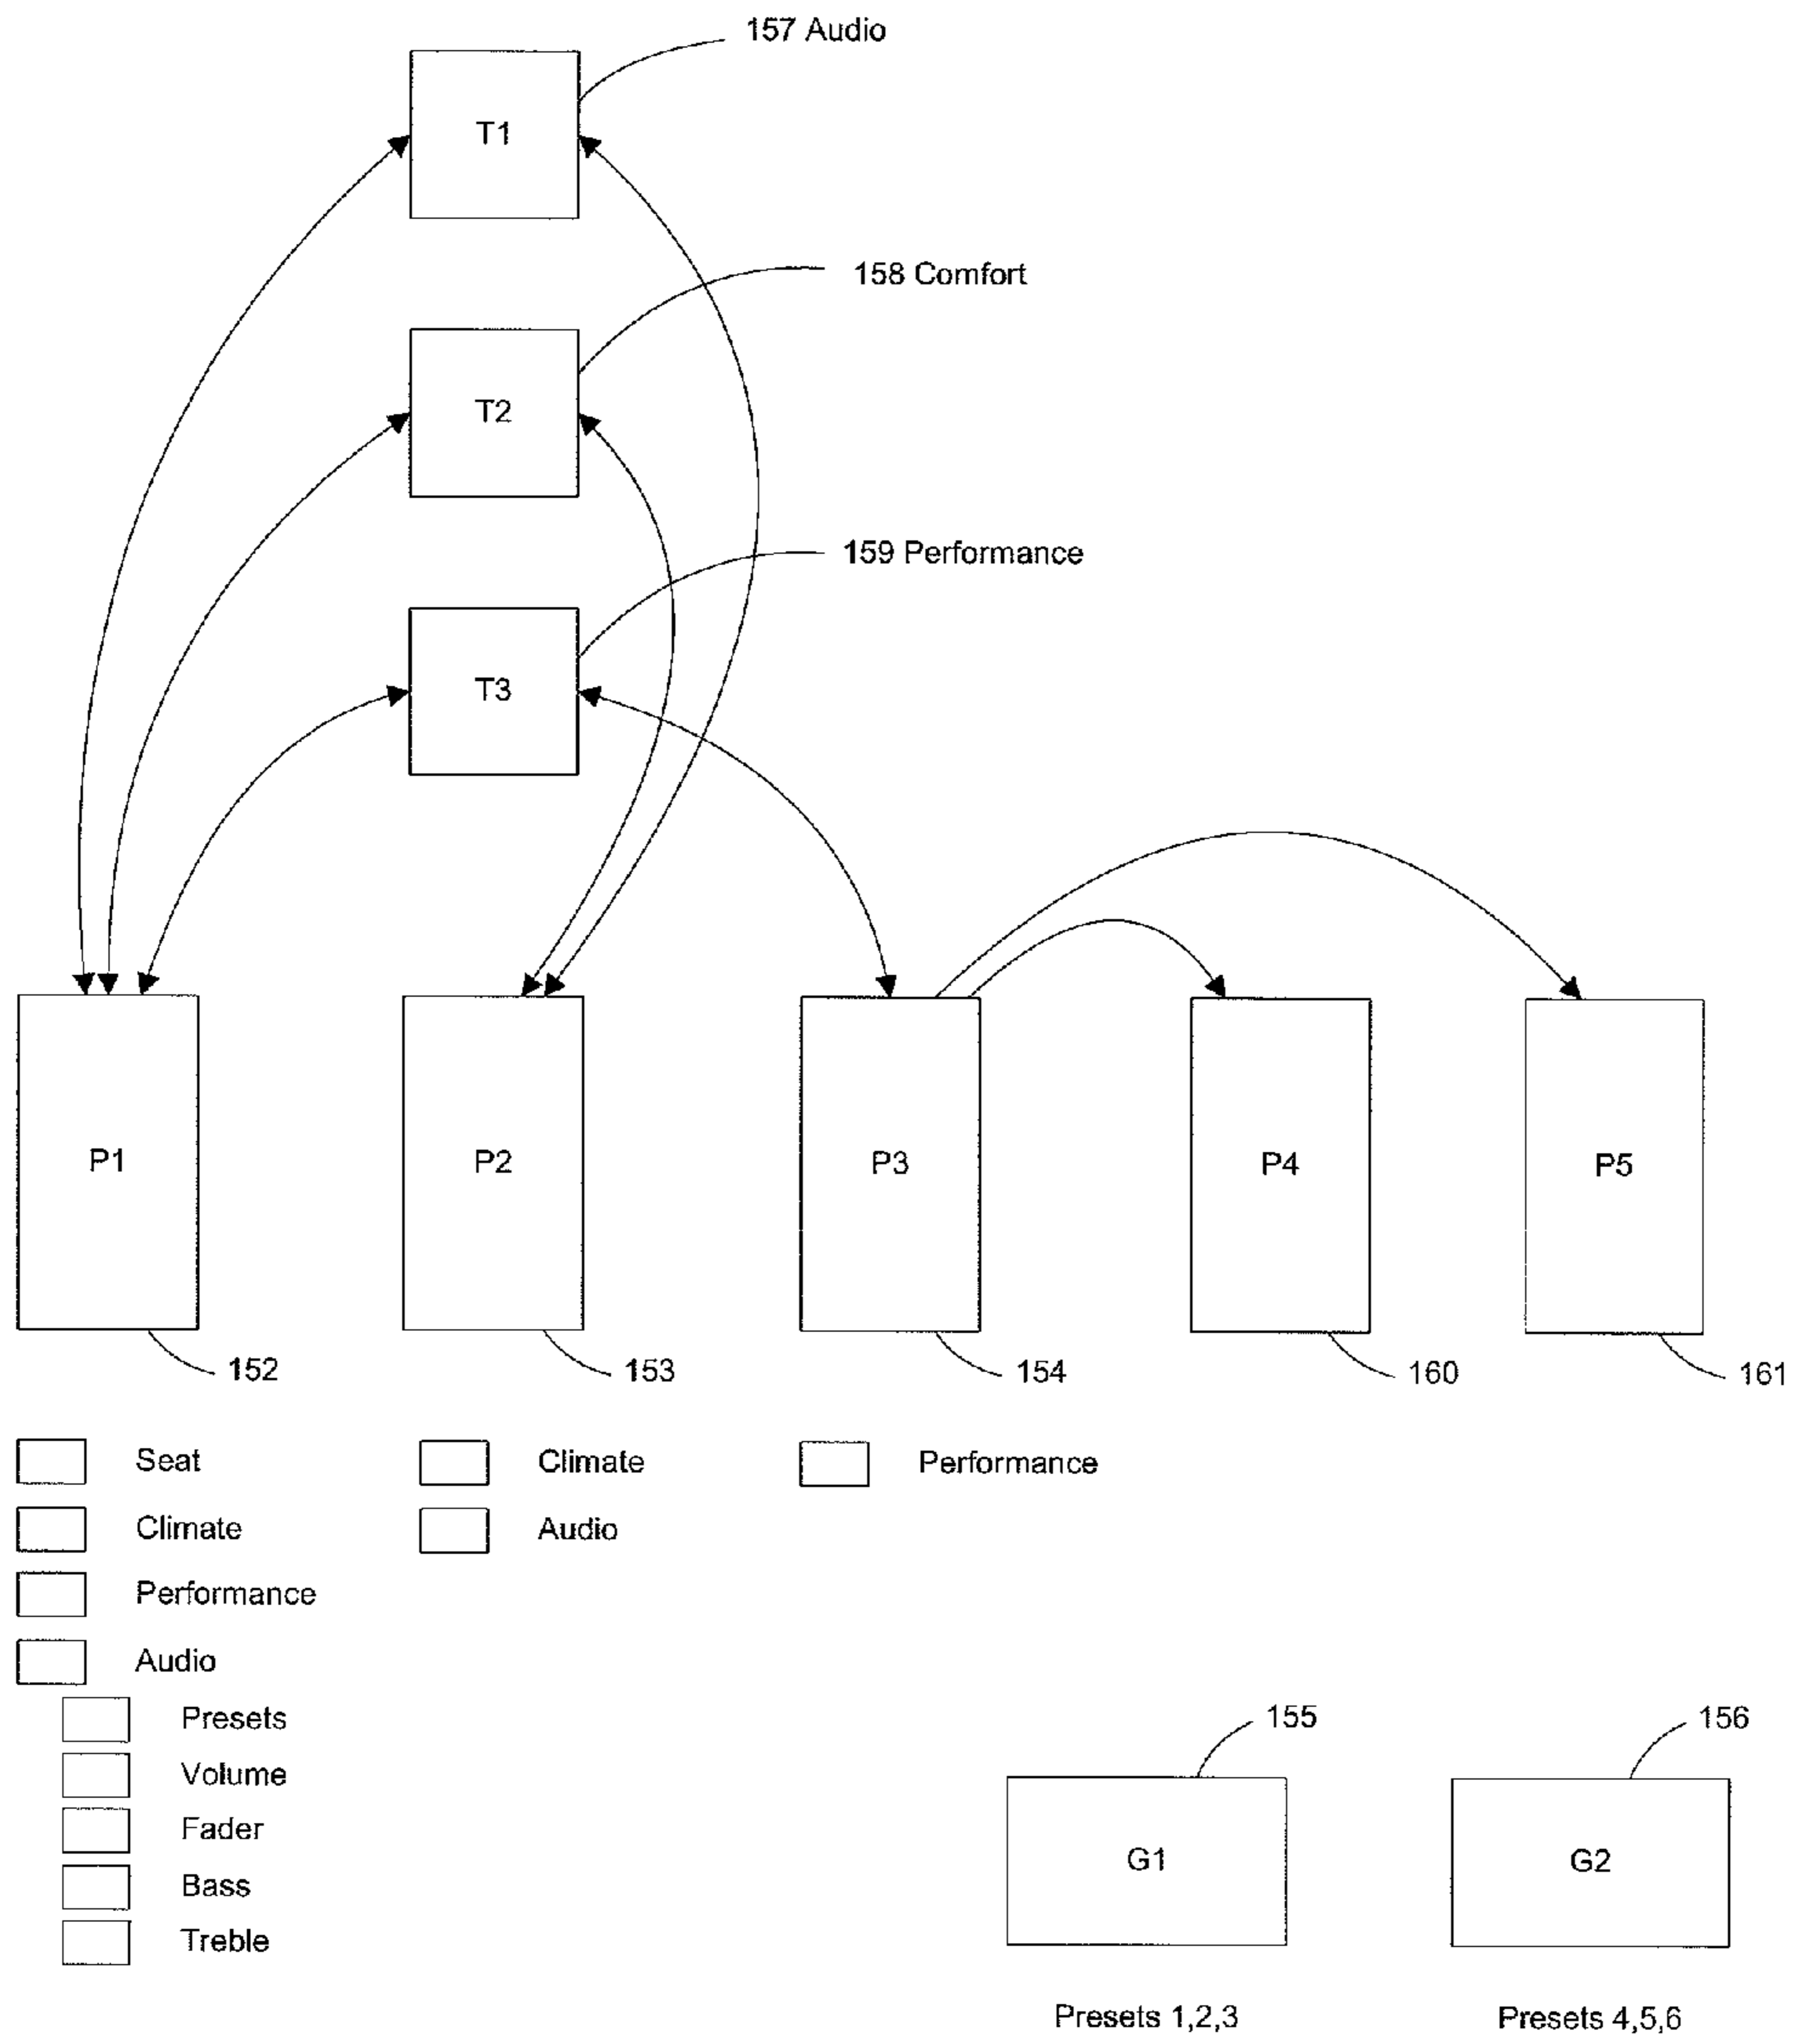 157 Audio
T1
158 Comfort
T2
159 Performance
T3
P1 P2 P3 P4 P5
152 153 154 160 161
Seat Climate Performance
Climate Audio
Performance
Audio
Presets
Volume
Fader
Bass
Treble
155 156
G1 G2
Presets 1,2,3 Presets 4,5,6